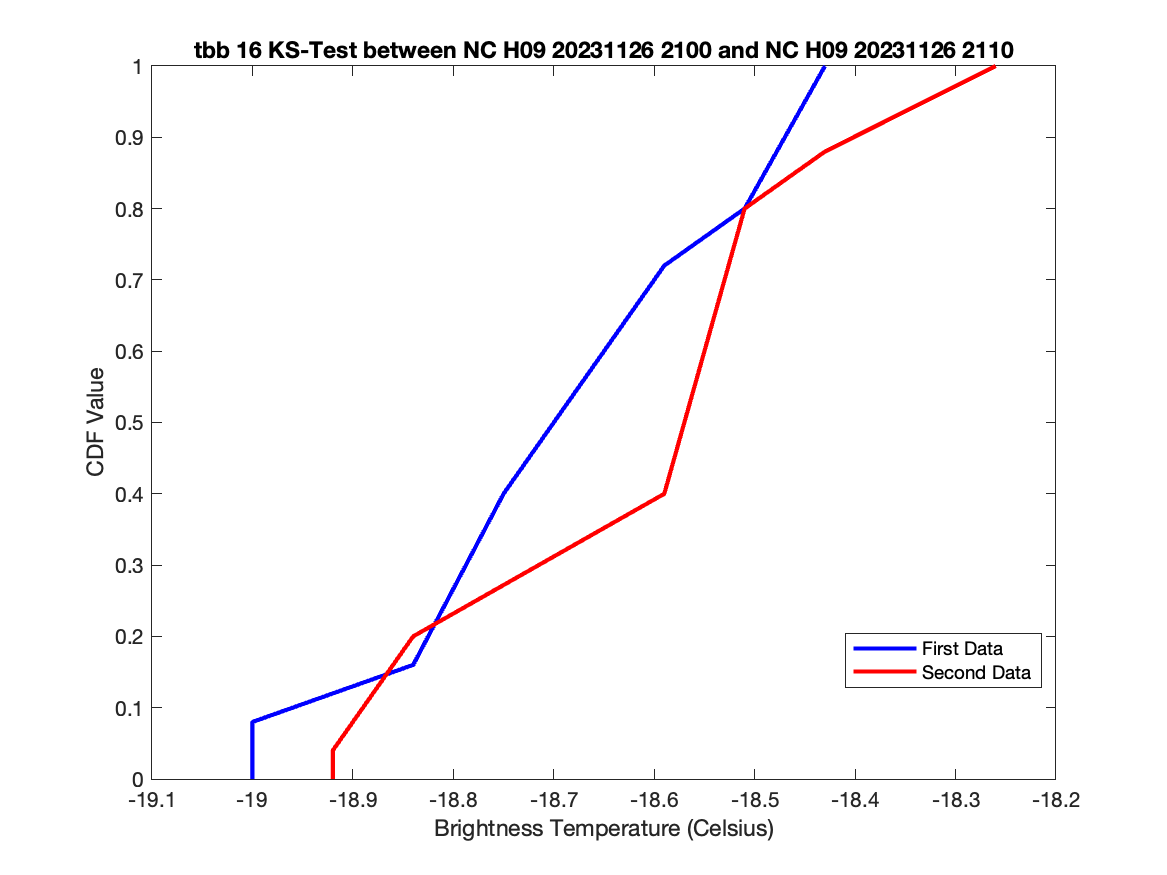 tbb 16 KS-Test between NC H09 20231126 2100 and NC H09 20231126 2110
1
0.9
0.8
0.7
0.6
0.5
0.4
0.3
0.2
0.1
0
CDF Value
First Data
Second Data
-19.1 -19 -18.9 -18.8 -18.7 -18.6 -18.5 -18.4 -18.3 -18.2
Brightness Temperature (Celsius)